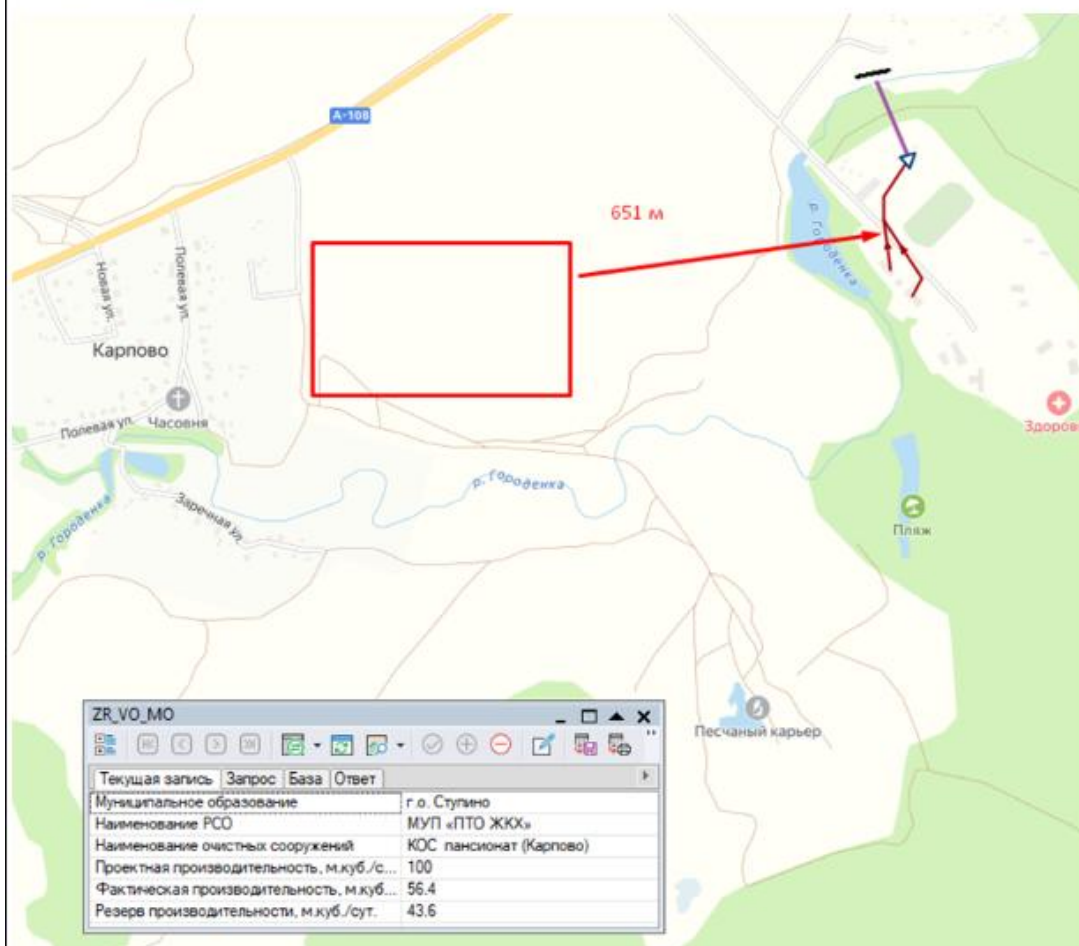 А-108
651 м
р. Городенка
Новая ул.
Полевая ул.
Карпово
Полевая ул.
Часовня
Здоров
р. Городенка
р. Городенка
Заречная ул.
Пляж
Песчаный карьер
ZR_VO_MO
Текущая запись Запрос База Ответ
Муниципальное образование г.о. Ступино
Наименование РСО МУП «ПТО ЖКХ»
Наименование очистных сооружений КОС пансионат (Карпово)
Проектная производительность, м.куб./с... 100
Фактическая производительность, м.куб... 56.4
Резерв производительности, м.куб./сут. 43.6